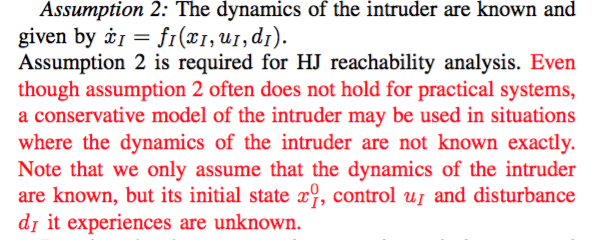 Assumption 2: The dynamics of the intruder are known and
given by ẋ_I = f_I(x_I, u_I, d_I).
Assumption 2 is required for HJ reachability analysis. Even
though assumption 2 often does not hold for practical systems,
a conservative model of the intruder may be used in situations
where the dynamics of the intruder are not known exactly.
Note that we only assume that the dynamics of the intruder
are known, but its initial state x_I^0, control u_I and disturbance
d_I it experiences are unknown.